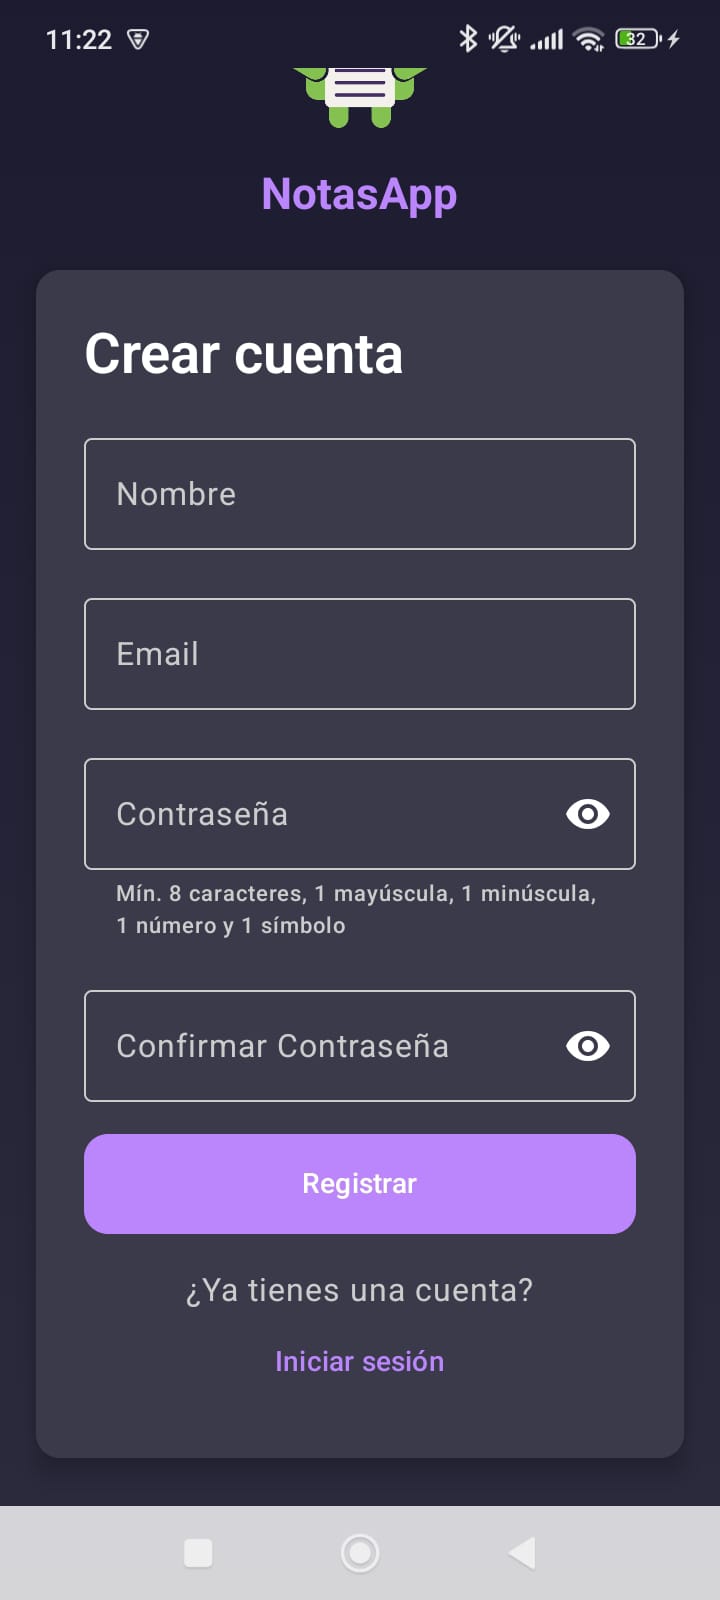 11:22
32
NotasApp
Crear cuenta
Nombre
Email
Contraseña
Mín. 8 caracteres, 1 mayúscula, 1 minúscula,
1 número y 1 símbolo
Confirmar Contraseña
Registrar
¿Ya tienes una cuenta?
Iniciar sesión